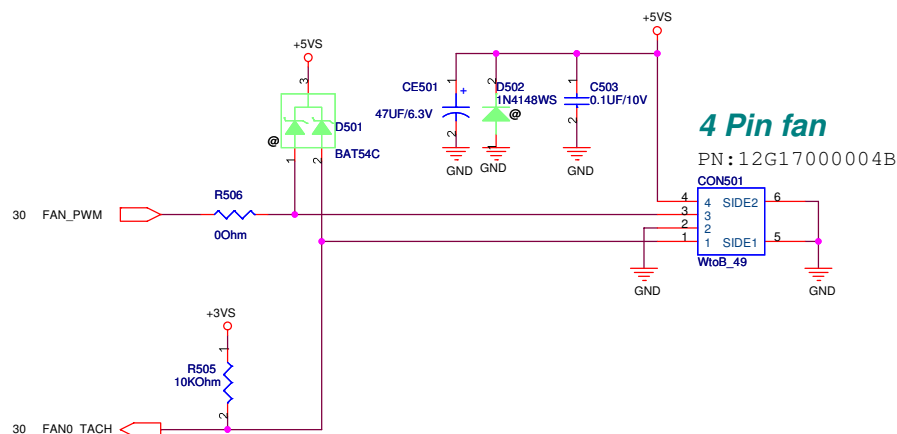 +5VS
+5VS
3
D501
@
BAT54C
1
2
CE501
1
+
47UF/6.3V
2
GND
2
D502
1N4148WS
@
1
GND
1
C503
0.1UF/10V
2
GND
4 Pin fan
PN:12G17000004B
CON501
4
3
2
1
4
3
2
1
SIDE2
SIDE1
6
5
WtoB_49
GND
GND
30 FAN_PWM
R506
0Ohm
+3VS
1
R505
10KOhm
2
30 FAN0_TACH